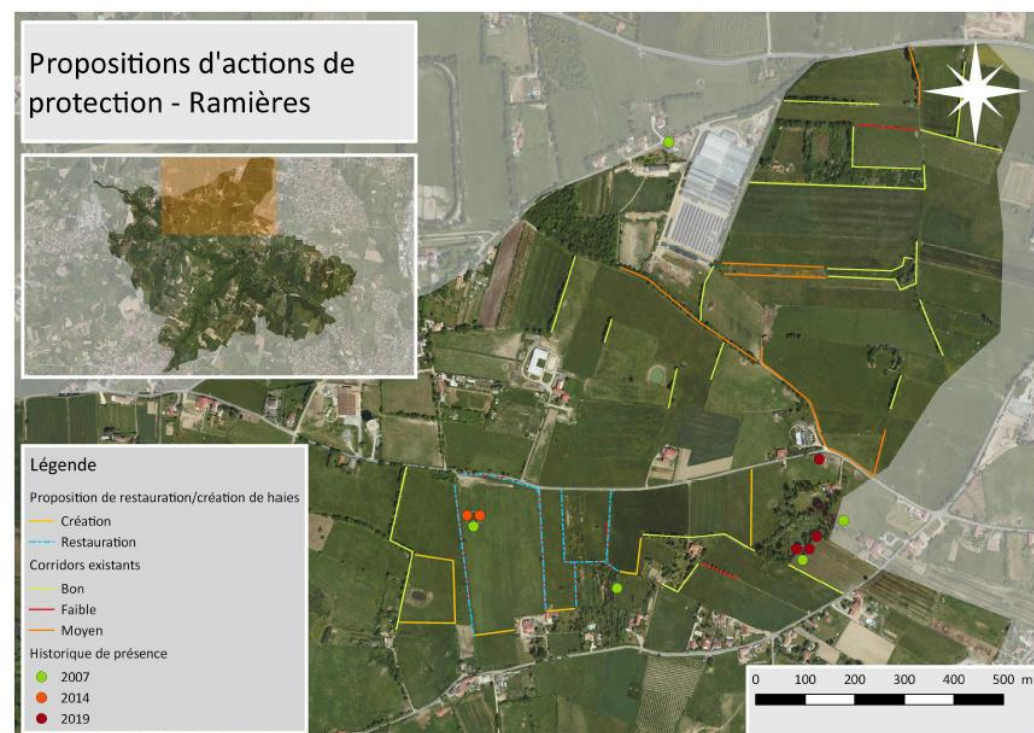 Propositions d'actions de
protection - Ramières
Légende
Proposition de restauration/création de haies
Création
Restauration
Corridors existants
Bon
Faible
Moyen
Historique de présence
2007
2014
2019
0 100 200 300 400 500 m